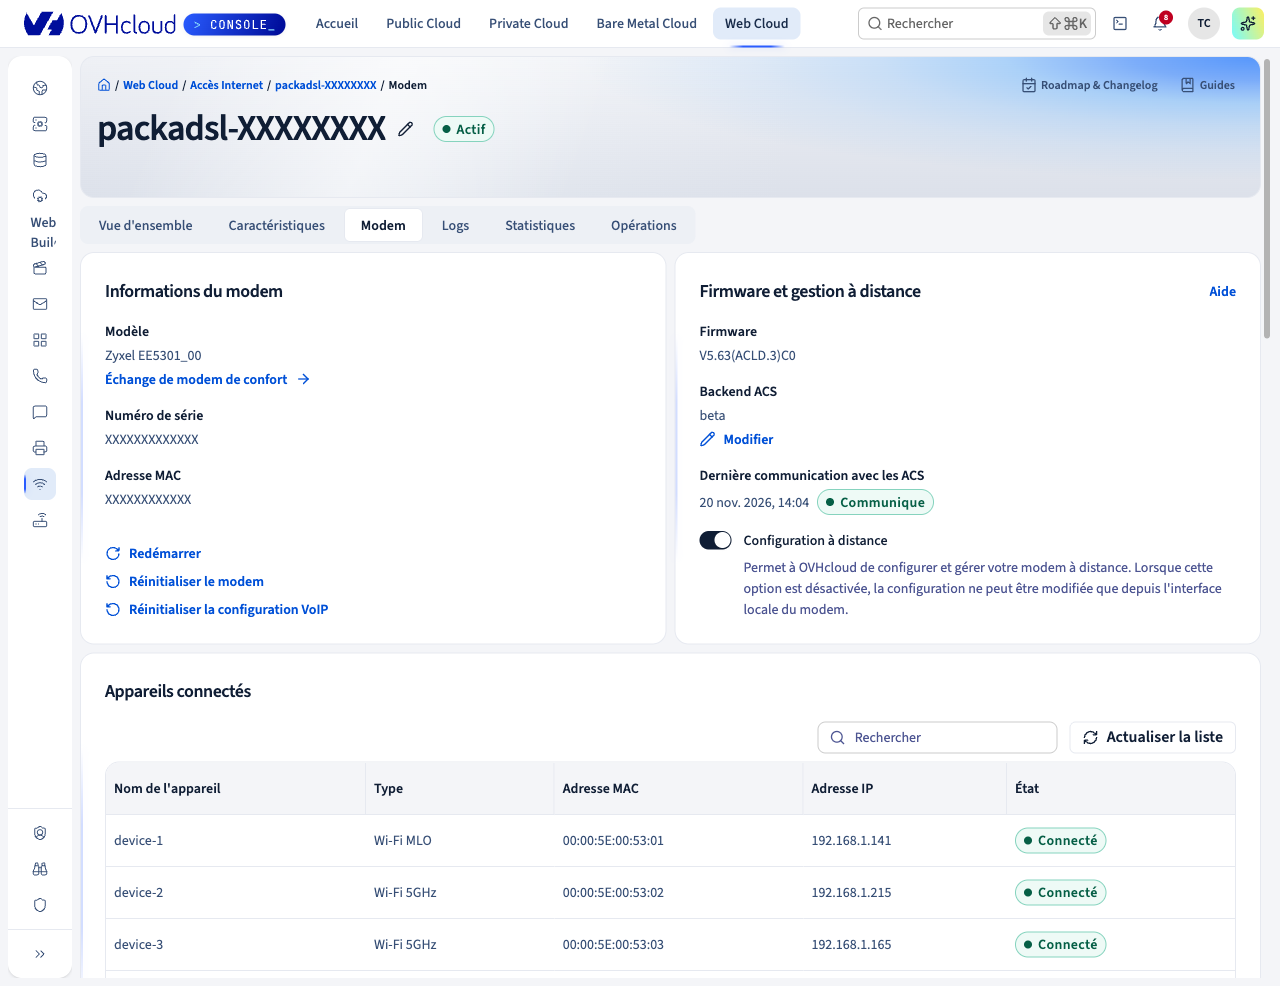 OVHcloud > CONSOLE_ Accueil Public Cloud Private Cloud Bare Metal Cloud Web Cloud Rechercher ⇧⌘K 8 TC
/ Web Cloud / Accès Internet / packadsl-XXXXXXXX / Modem Roadmap & Changelog Guides
packadsl-XXXXXXXX Actif
Web
Buil
Vue d'ensemble Caractéristiques Modem Logs Statistiques Opérations
Informations du modem
Modèle
Zyxel EE5301_00
Échange de modem de confort
Numéro de série
XXXXXXXXXXXXX
Adresse MAC
XXXXXXXXXXXX
Redémarrer
Réinitialiser le modem
Réinitialiser la configuration VoIP
Firmware et gestion à distance Aide
Firmware
V5.63(ACLD.3)C0
Backend ACS
beta
Modifier
Dernière communication avec les ACS
20 nov. 2026, 14:04 Communique
Configuration à distance
Permet à OVHcloud de configurer et gérer votre modem à distance. Lorsque cette
option est désactivée, la configuration ne peut être modifiée que depuis l'interface
locale du modem.
Appareils connectés
Rechercher Actualiser la liste
Nom de l'appareil Type Adresse MAC Adresse IP État
device-1 Wi-Fi MLO 00:00:5E:00:53:01 192.168.1.141 Connecté
device-2 Wi-Fi 5GHz 00:00:5E:00:53:02 192.168.1.215 Connecté
device-3 Wi-Fi 5GHz 00:00:5E:00:53:03 192.168.1.165 Connecté